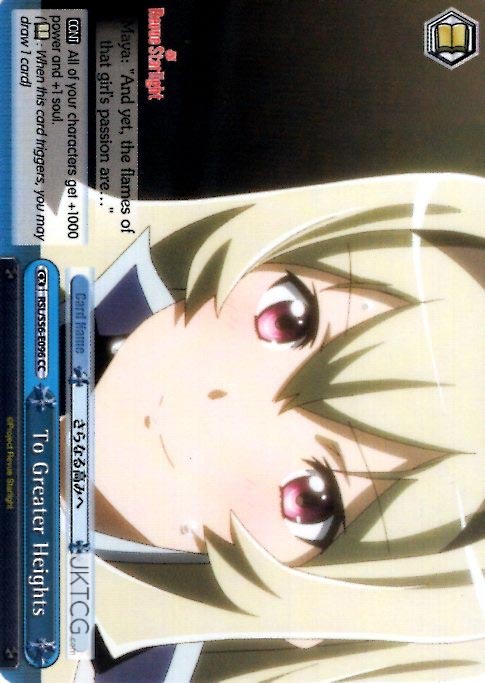 Revue Starlight
Maya: "And yet, the flames of
that girl's passion are..."
[CONT] All of your characters get +1000
power and +1 soul.
( : When this card triggers, you may
draw 1 card)
CX RSL/S56-E096 CC
Card Name
さらなる高みへ
To Greater Heights
©Project Revue Starlight
UKTCG.com